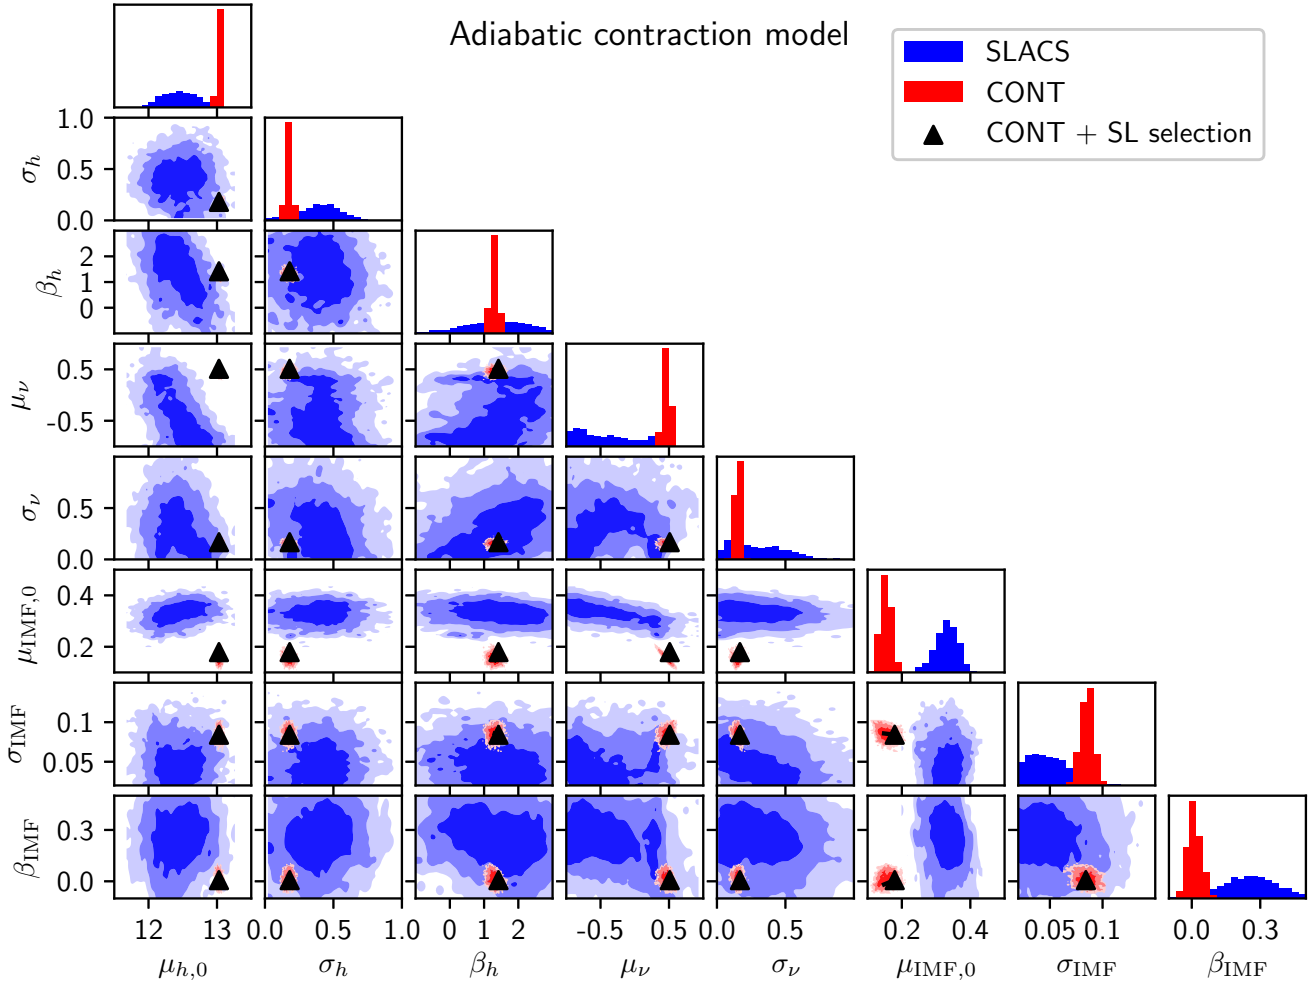 Adiabatic contraction model
SLACS
CONT
CONT + SL selection
σ_h
1.0
0.5
0.0
β_h
2
1
0
μ_ν
0.5
-0.5
σ_ν
0.5
0.0
μ_IMF,0
0.4
0.2
σ_IMF
0.1
0.05
β_IMF
0.3
0.0
12 13 0.0 0.5 1.0 0 1 2 -0.5 0.5 0.0 0.5 0.2 0.4 0.05 0.1 0.0 0.3
μ_h,0 σ_h β_h μ_ν σ_ν μ_IMF,0 σ_IMF β_IMF